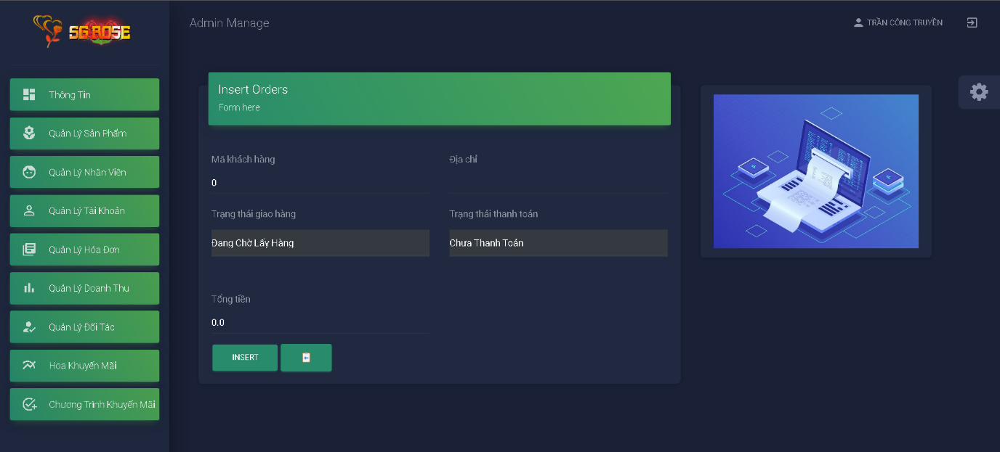 SG ROSE
Thông Tin
Quản Lý Sản Phẩm
Quản Lý Nhân Viên
Quản Lý Tài Khoản
Quản Lý Hóa Đơn
Quản Lý Doanh Thu
Quản Lý Đối Tác
Hoa Khuyến Mãi
Chương Trình Khuyến Mãi
Admin Manage
TRẦN CÔNG TRUYỀN
Insert Orders
Form here
Mã khách hàng
Địa chỉ
0
Trạng thái giao hàng
Trạng thái thanh toán
Đang Chờ Lấy Hàng
Chưa Thanh Toán
Tổng tiền
0.0
INSERT